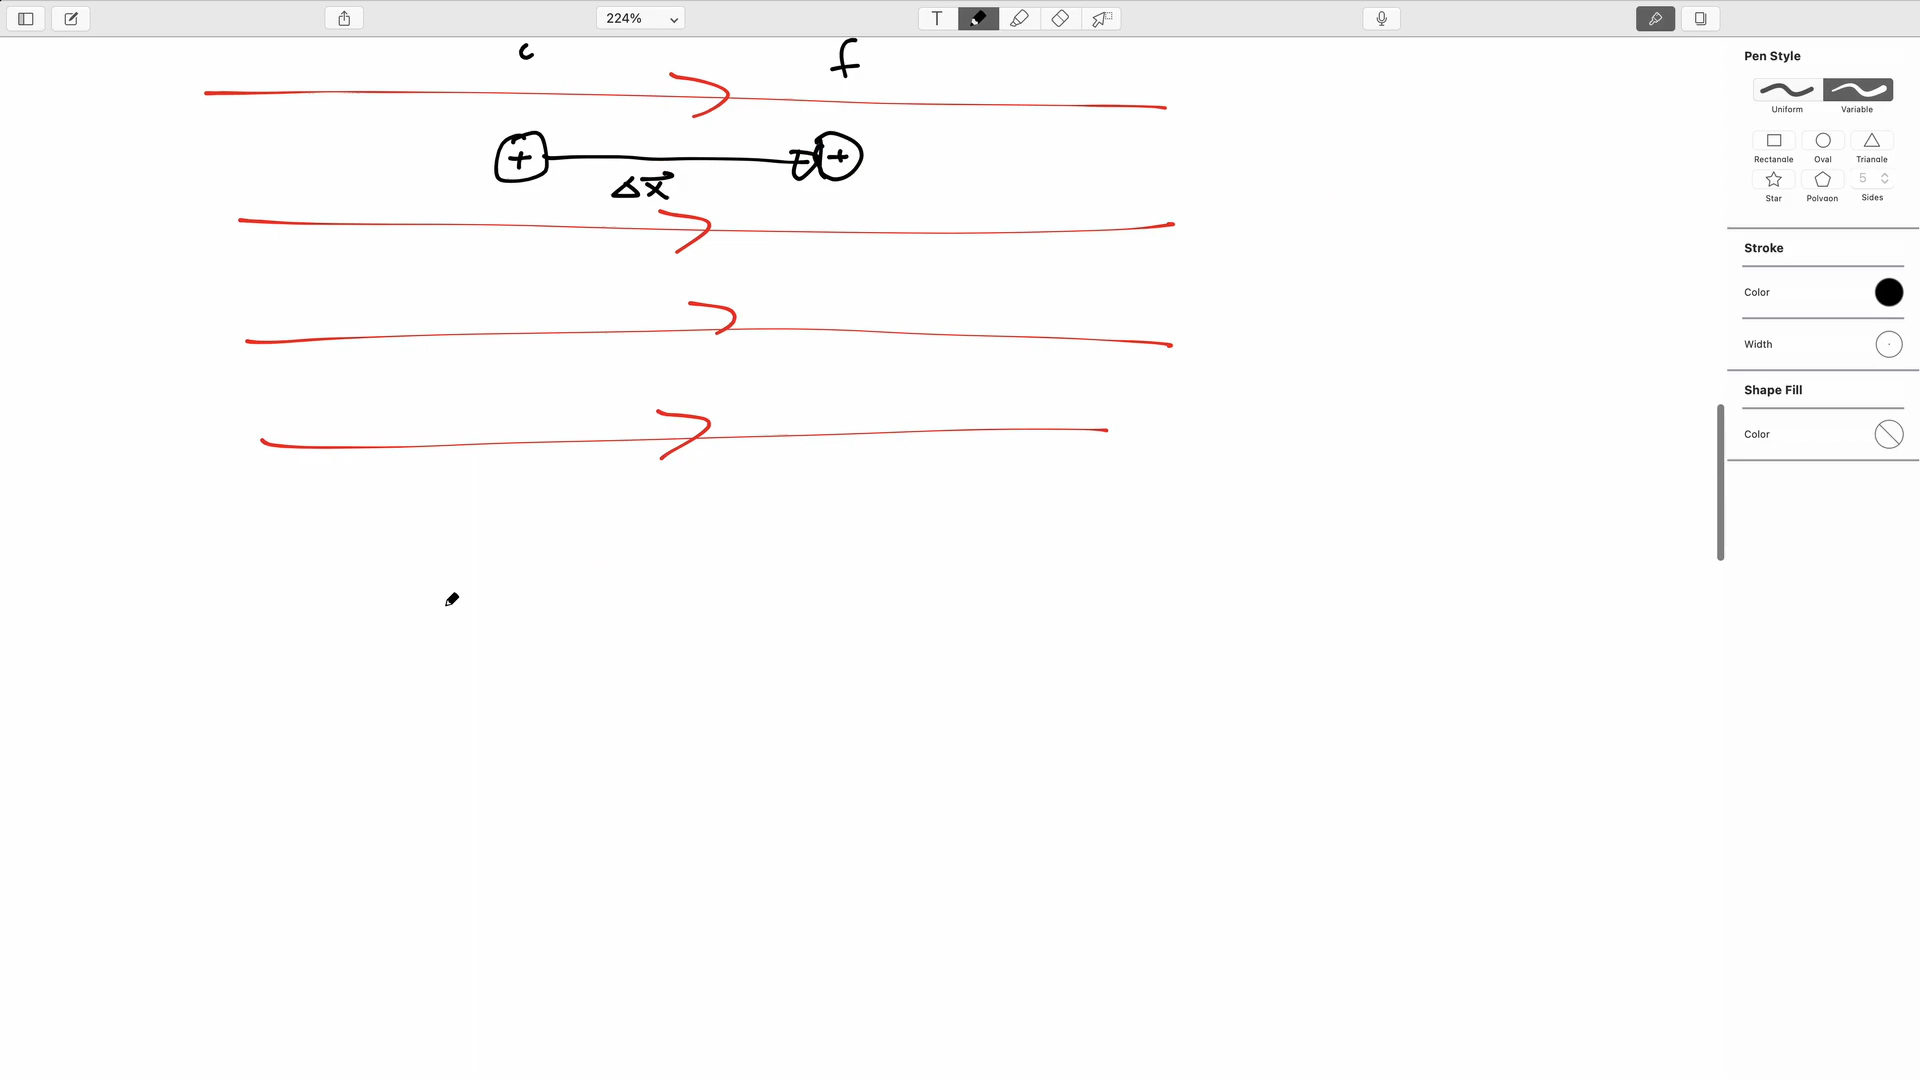 224%
T
Pen Style
c f
Uniform Variable
+ +
Δx⃗
Rectangle Oval Triangle
5
Star Polygon Sides
Stroke
Color
Width
Shape Fill
Color